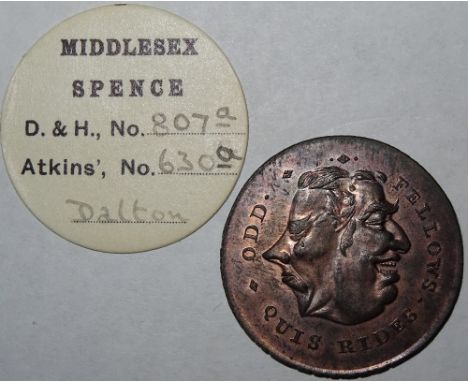 MIDDLESEX
SPENCE
D. & H., No. 807a
Atkins', No. 630a
Dalton
ODD. FELLOWS.
QUIS RIDES